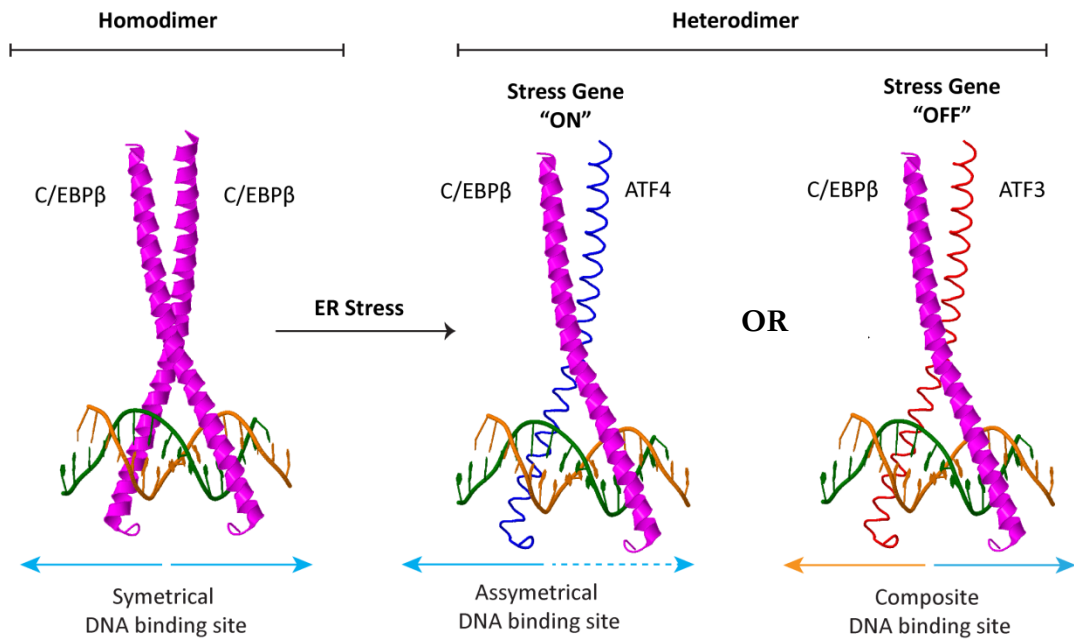 Homodimer
Heterodimer
Stress Gene
“ON”
Stress Gene
“OFF”
C/EBPβ
C/EBPβ
C/EBPβ
ATF4
C/EBPβ
ATF3
ER Stress
OR
Symetrical
DNA binding site
Assymetrical
DNA binding site
Composite
DNA binding site